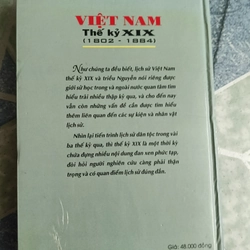 VIỆT NAM
Thế kỷ XIX
(1802 - 1884)
Như chúng ta đều biết, lịch sử Việt Nam
thế kỷ XIX và triều Nguyễn nói riêng được
giới sử học trong và ngoài nước quan tâm tìm
hiểu trải nhiều thập kỷ qua, và cho đến nay
vẫn còn những vấn đề cần được tìm hiểu
thêm liên quan đến các sự kiện và nhân vật
lịch sử.
Nhìn lại tiến trình lịch sử dân tộc trong vài
ba thế kỷ qua, thì thế kỷ XIX là một thời kỳ
chứa đựng nhiều nội dung đan xen phức tạp,
đòi hỏi người nghiên cứu càng phải thận
trọng và có quan điểm lịch sử đúng đắn.
Giá: 48.000 đồng